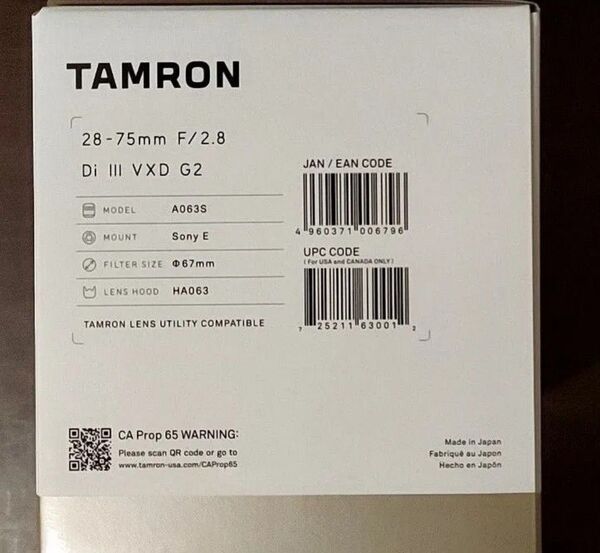 TAMRON
28-75mm F/2.8
Di III VXD G2
MODEL A063S
MOUNT Sony E
FILTER SIZE Φ67mm
LENS HOOD HA063
TAMRON LENS UTILITY COMPATIBLE
JAN / EAN CODE
4 960371 006796
UPC CODE
(For USA and CANADA ONLY)
7 25211 63001 2
CA Prop 65 WARNING:
Please scan QR code or go to
www.tamron-usa.com/CAProp65
Made in Japan
Fabriqué au Japon
Hecho en Japón